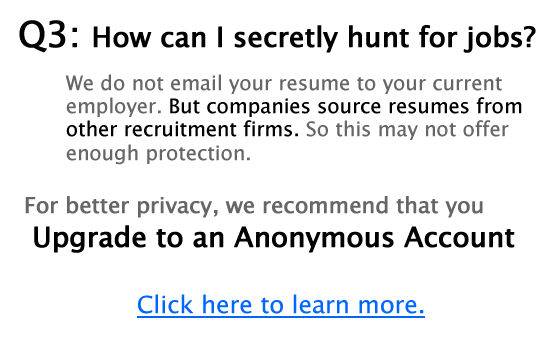 Q3: How can I secretly hunt for jobs?
We do not email your resume to your current
employer. But companies source resumes from
other recruitment firms. So this may not offer
enough protection.
For better privacy, we recommend that you
Upgrade to an Anonymous Account
Click here to learn more.